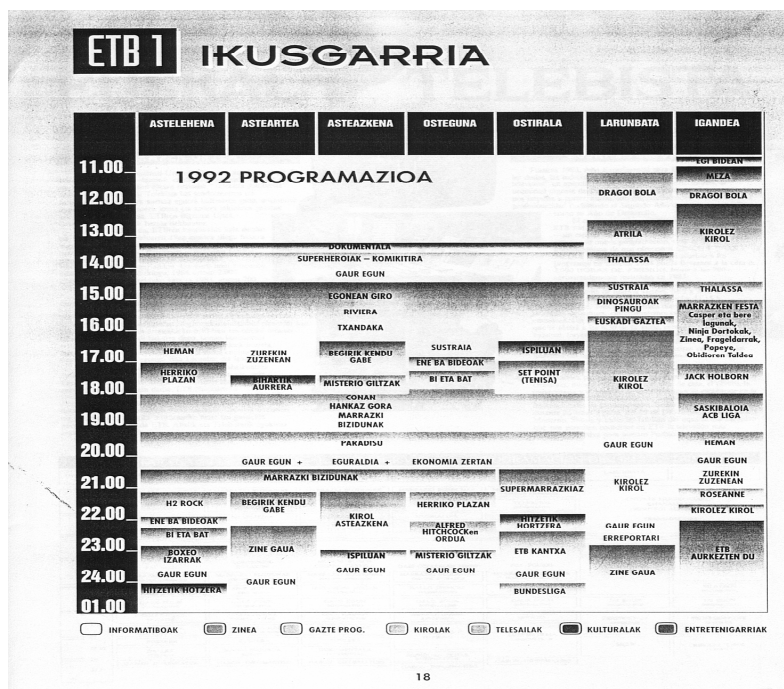 ETB 1 IKUSGARRIA
ASTELEHENA ASTEARTEA ASTEAZKENA OSTEGUNA OSTIRALA LARUNBATA IGANDEA
1992 PROGRAMAZIOA
11.00
12.00
13.00
14.00
15.00
16.00
17.00
18.00
19.00
20.00
21.00
22.00
23.00
24.00
01.00
DOKUMENTALA
SUPERHEROIAK – KOMIKITIRA
GAUR EGUN
EGONEAN GIRO
RIVIERA
TXANDAKA
HEMAN
HERRIKO
PLAZAN
ZUREKIN
ZUZENEAN
BIHARTIK
AURRERA
BEGIRIK KENDU
GABE
MISTERIO GILTZAK
SUSTRAIA
ENE BA BIDEOAK
BI ETA BAT
ISPILUAN
SET POINT
(TENISA)
CONAN
HANKAZ GORA
MARRAZKI
BIZIDUNAK
PARADISU
GAUR EGUN + EGURALDIA + EKONOMIA ZERTAN
MARRAZKI BIZIDUNAK
H2 ROCK
ENE BA BIDEOAK
BI ETA BAT
BOXEO
IZARRAK
GAUR EGUN
HITZETIK HOTZERA
BEGIRIK KENDU
GABE
ZINE GAUA
GAUR EGUN
KIROL
ASTEAZKENA
ISPILUAN
GAUR EGUN
HERRIKO PLAZAN
ALFRED
HITCHCOCKen
ORDUA
MISTERIO GILTZAK
GAUR EGUN
SUPERMARRAZKIAZ
HITZETIK
HORTZERA
ETB KANTXA
GAUR EGUN
BUNDESLIGA
DRAGOI BOLA
ATRILA
THALASSA
SUSTRAIA
DINOSAUROAK
PINGU
EUSKADI GAZTEA
KIROLEZ
KIROL
GAUR EGUN
KIROLEZ
KIROL
GAUR EGUN
ERREPORTARI
ZINE GAUA
EGI BIDEAN
MEZA
DRAGOI BOLA
KIROLEZ
KIROL
THALASSA
MARRAZKEN FESTA
Casper eta bere
lagunak,
Ninja Dortokak,
Zinea, Frageldarrak,
Popeye,
Obidioren Taldea
JACK HOLBORN
SASKIBALOIA
ACB LIGA
HEMAN
GAUR EGUN
ZUREKIN
ZUZENEAN
ROSEANNE
KIROLEZ KIROL
ETB
AURKEZTEN DU
INFORMATIBOAK ZINEA GAZTE PROG. KIROLAK TELESAILAK KULTURALAK ENTRETENIGARRIAK
18